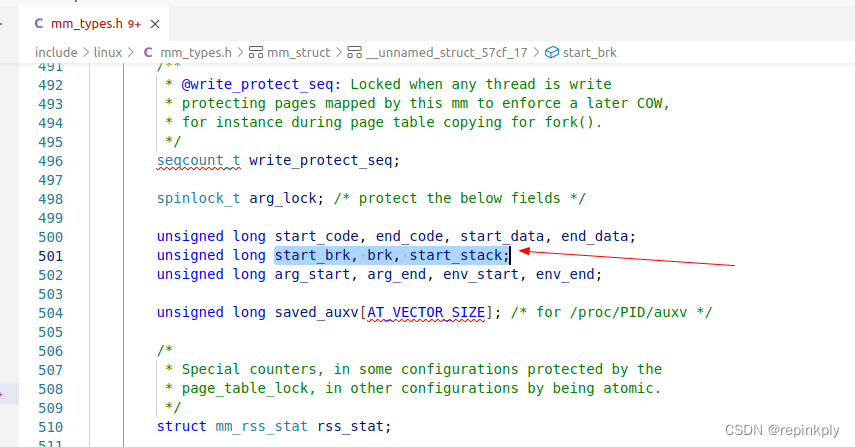 mm_types.h 9+
include > linux > C mm_types.h > mm_struct > __unnamed_struct_57cf_17 > start_brk
491 /**
492 * @write_protect_seq: Locked when any thread is write
493 * protecting pages mapped by this mm to enforce a later COW,
494 * for instance during page table copying for fork().
495 */
496 seqcount_t write_protect_seq;
497
498 spinlock_t arg_lock; /* protect the below fields */
499
500 unsigned long start_code, end_code, start_data, end_data;
501 unsigned long start_brk, brk, start_stack;
502 unsigned long arg_start, arg_end, env_start, env_end;
503
504 unsigned long saved_auxv[AT_VECTOR_SIZE]; /* for /proc/PID/auxv */
505
506 /*
507 * Special counters, in some configurations protected by the
508 * page_table_lock, in other configurations by being atomic.
509 */
510 struct mm_rss_stat rss_stat;
511
CSDN @repinkply